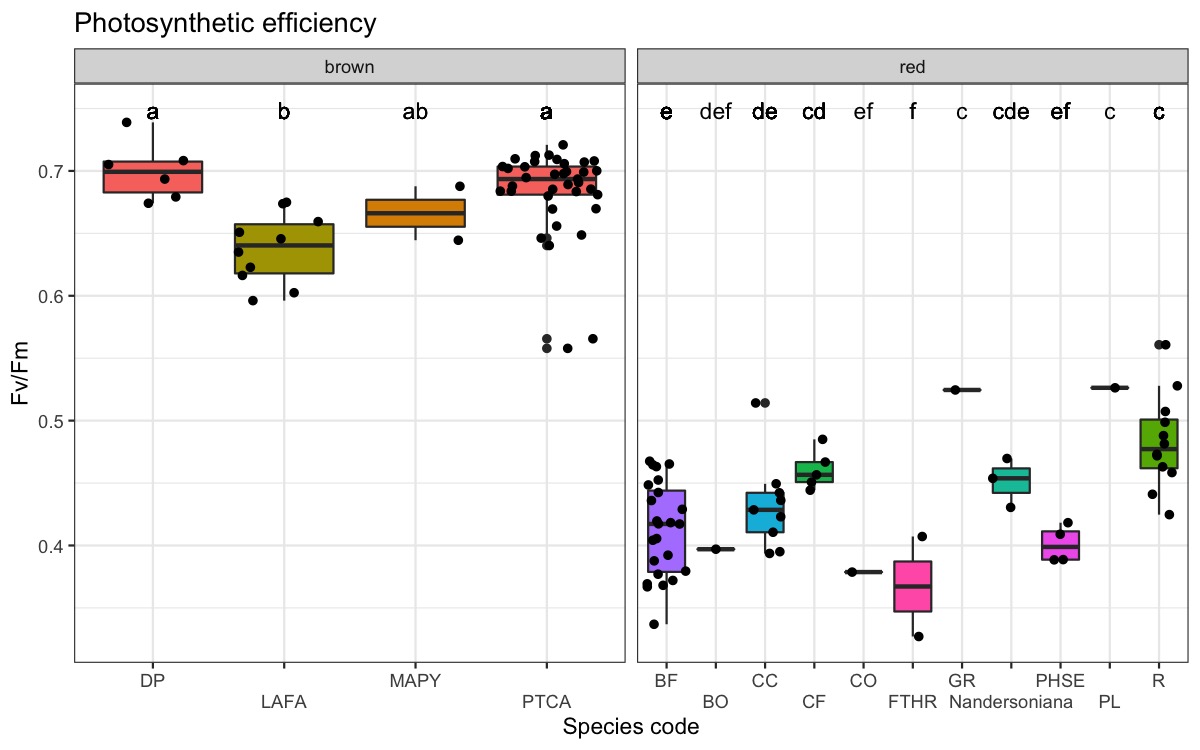 Photosynthetic efficiency
brown red
a b ab a e def de cd ef f c cde ef c c
0.7
0.6
0.5
0.4
Fv/Fm
DP MAPY BF CC CO GR PHSE R
LAFA PTCA BO CF FTHR Nandersoniana PL
Species code